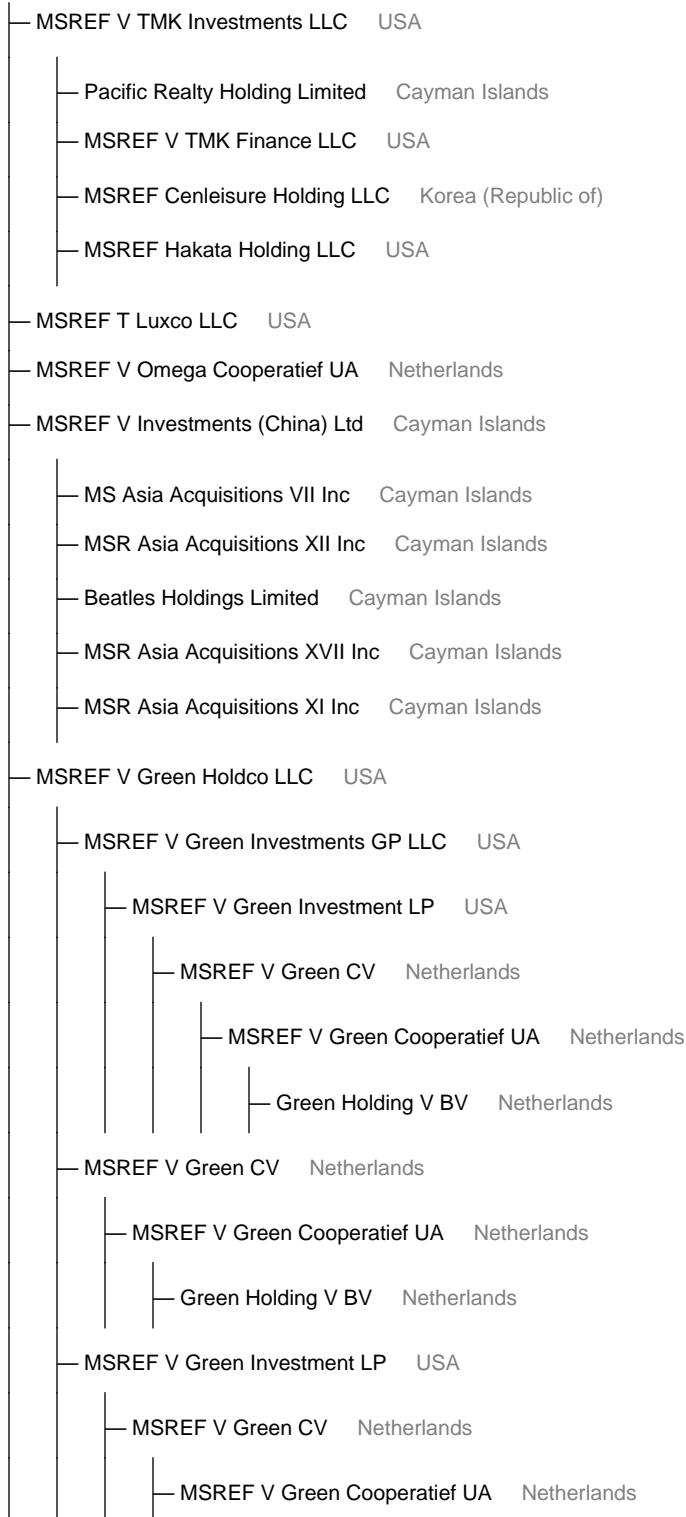 MSREF V TMK Investments LLC USA
Pacific Realty Holding Limited Cayman Islands
MSREF V TMK Finance LLC USA
MSREF Cenleisure Holding LLC Korea (Republic of)
MSREF Hakata Holding LLC USA
MSREF T Luxco LLC USA
MSREF V Omega Cooperatief UA Netherlands
MSREF V Investments (China) Ltd Cayman Islands
MS Asia Acquisitions VII Inc Cayman Islands
MSR Asia Acquisitions XII Inc Cayman Islands
Beatles Holdings Limited Cayman Islands
MSR Asia Acquisitions XVII Inc Cayman Islands
MSR Asia Acquisitions XI Inc Cayman Islands
MSREF V Green Holdco LLC USA
MSREF V Green Investments GP LLC USA
MSREF V Green Investment LP USA
MSREF V Green CV Netherlands
MSREF V Green Cooperatief UA Netherlands
Green Holding V BV Netherlands
MSREF V Green CV Netherlands
MSREF V Green Cooperatief UA Netherlands
Green Holding V BV Netherlands
MSREF V Green Investment LP USA
MSREF V Green CV Netherlands
MSREF V Green Cooperatief UA Netherlands